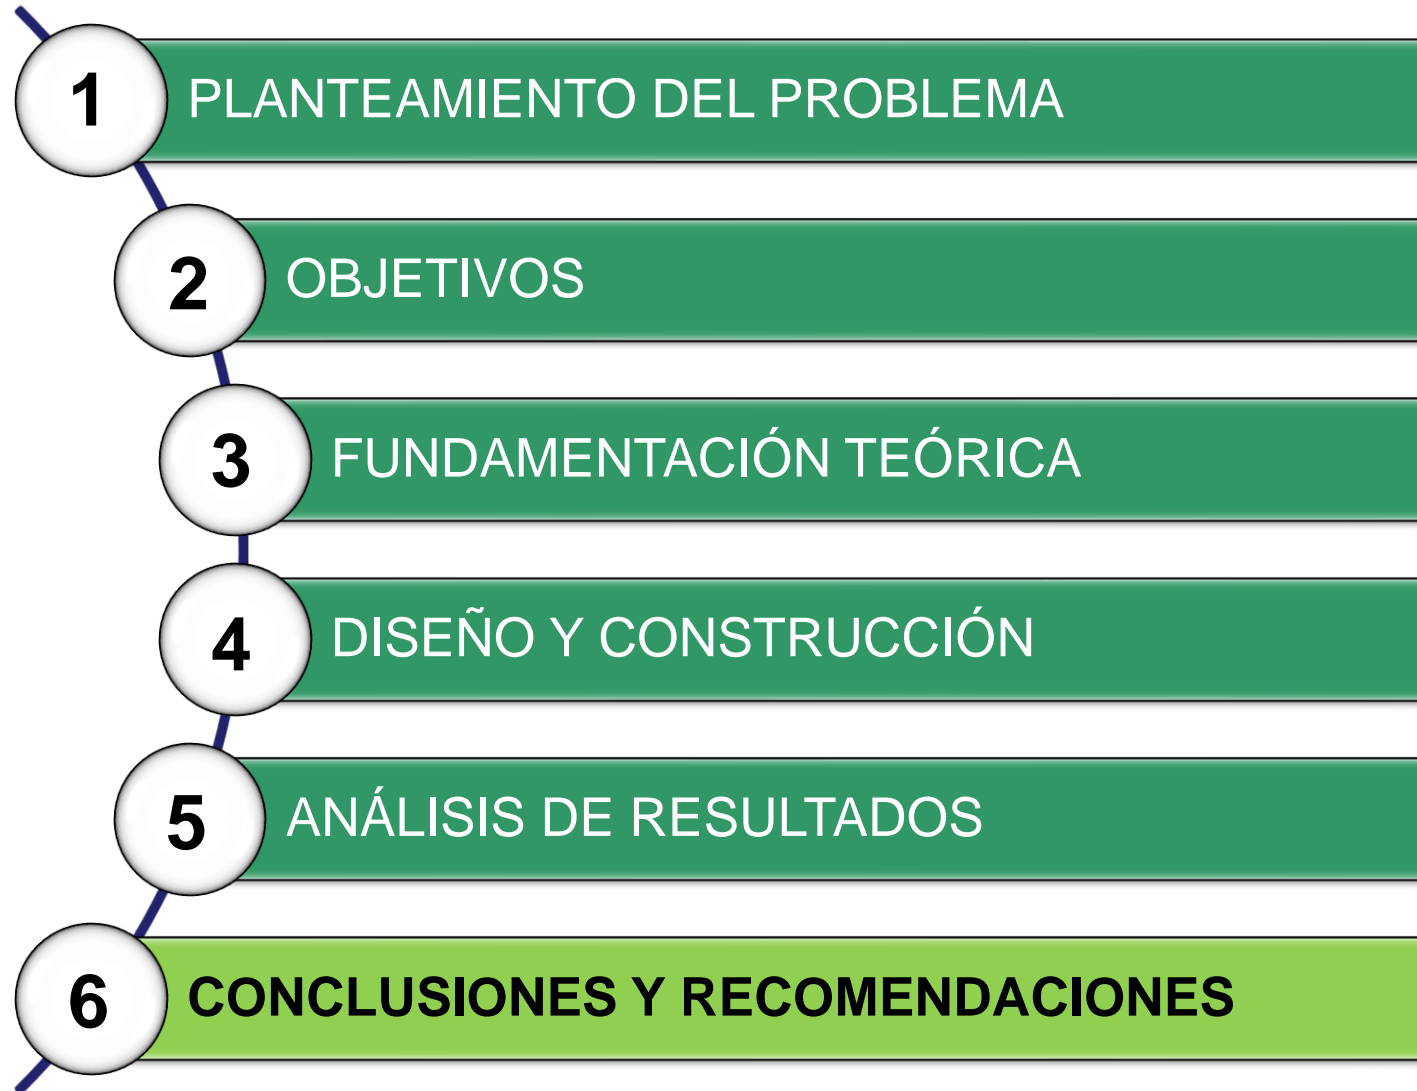 1 PLANTEAMIENTO DEL PROBLEMA
2 OBJETIVOS
3 FUNDAMENTACIÓN TEÓRICA
4 DISEÑO Y CONSTRUCCIÓN
5 ANÁLISIS DE RESULTADOS
6 CONCLUSIONES Y RECOMENDACIONES